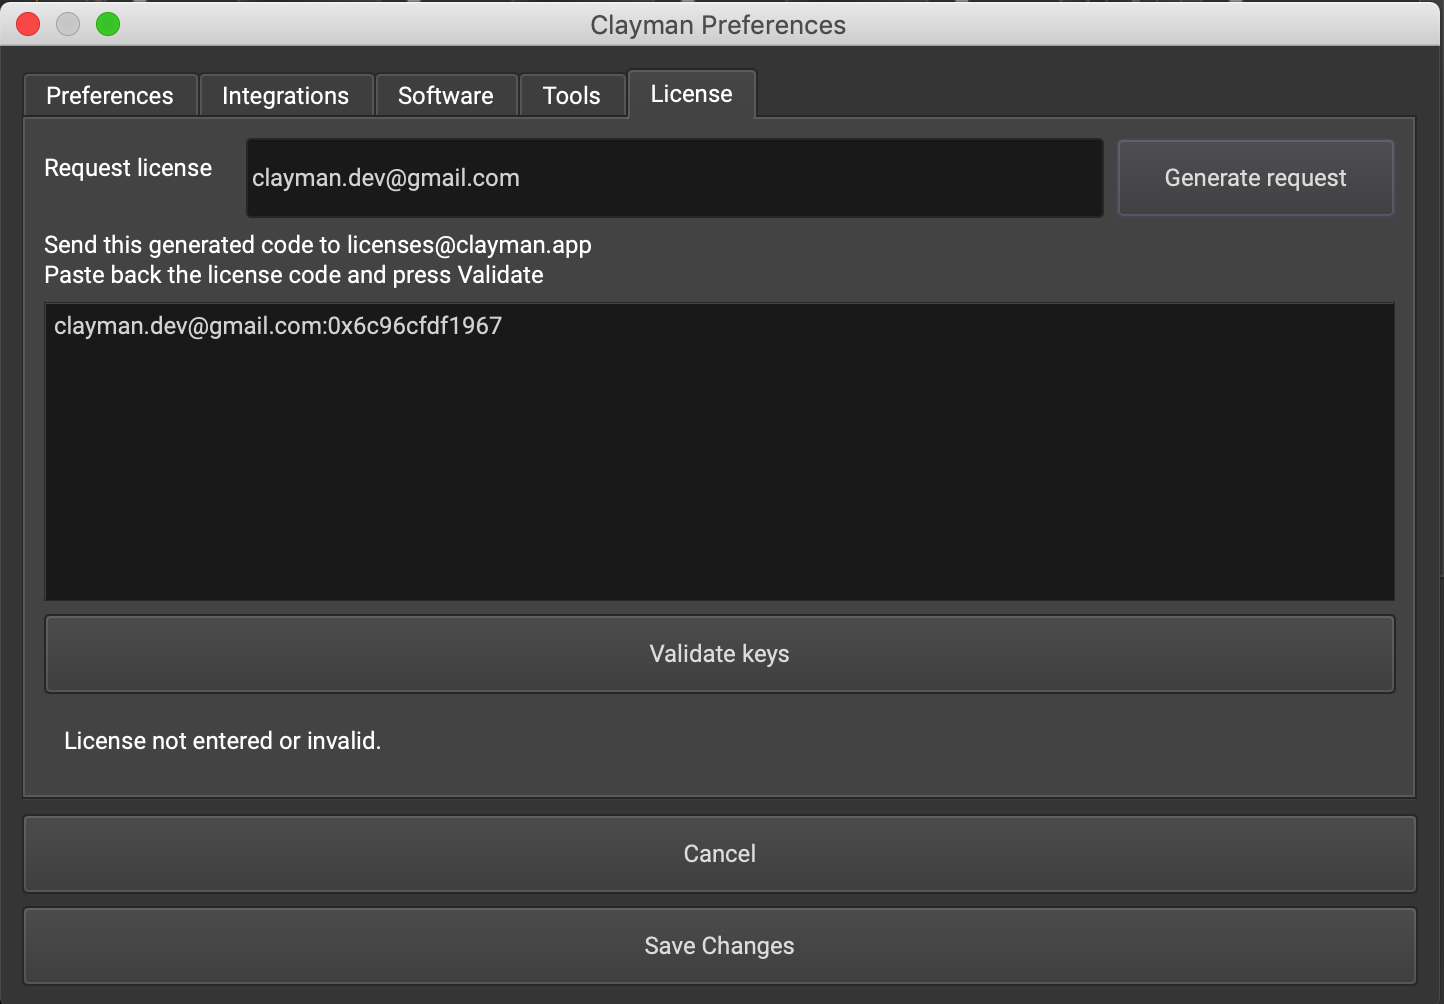 Clayman Preferences
Preferences Integrations Software Tools License
Request license clayman.dev@gmail.com Generate request
Send this generated code to licenses@clayman.app
Paste back the license code and press Validate
clayman.dev@gmail.com:0x6c96cfdf1967
Validate keys
License not entered or invalid.
Cancel
Save Changes